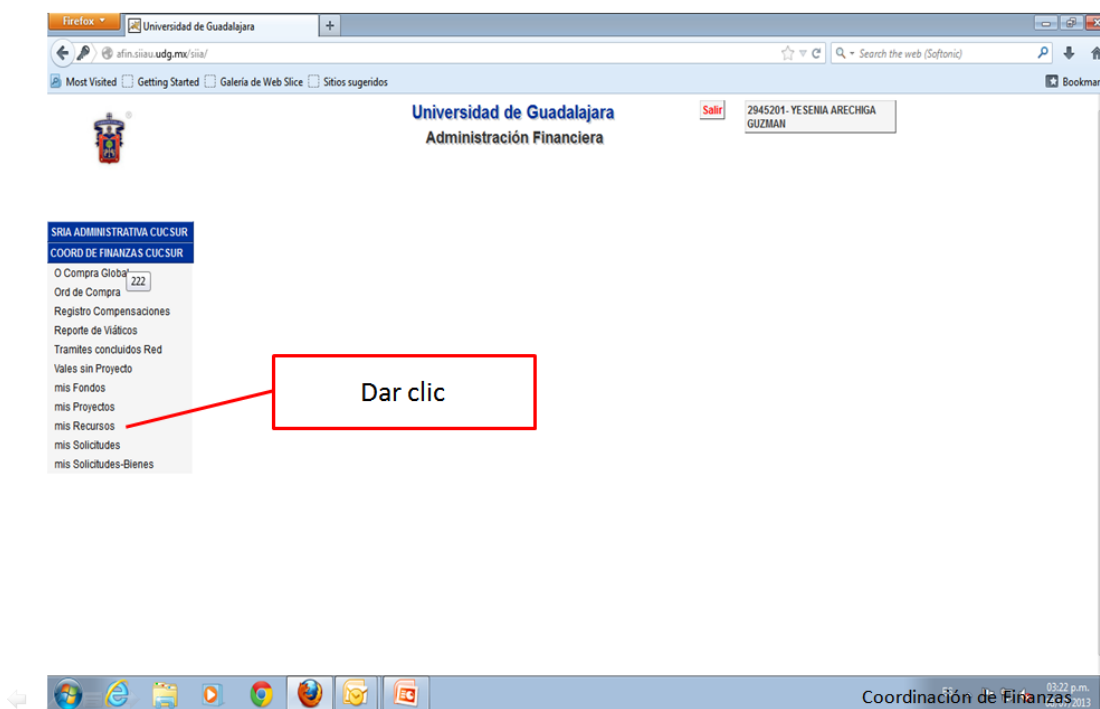 Firefox
Universidad de Guadalajara
afin.siiau.udg.mx/siia/
Search the web (Softonic)
Most Visited Getting Started Galería de Web Slice Sitios sugeridos
Bookmar
Universidad de Guadalajara
Administración Financiera
Salir
2945201- YESENIA ARECHIGA
GUZMAN
SRIA ADMINISTRATIVA CUCSUR
COORD DE FINANZAS CUCSUR
O Compra Global
222
Ord de Compra
Registro Compensaciones
Reporte de Viáticos
Tramites concluidos Red
Vales sin Proyecto
mis Fondos
mis Proyectos
mis Recursos
mis Solicitudes
mis Solicitudes-Bienes
Dar clic
03:22 p.m.
Coordinación de Finanzas